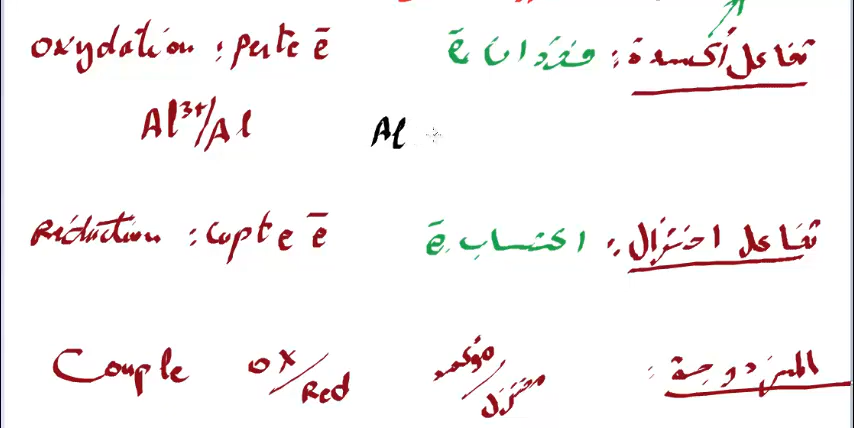 oxydation : perte ē تفاعل أكسدة : فقدان ē
Al³⁺/Al Al
Réduction : capte ē تفاعل اختزال : اكتساب ē
Couple ox/Red المزدوجة : مؤكسد/مختزل